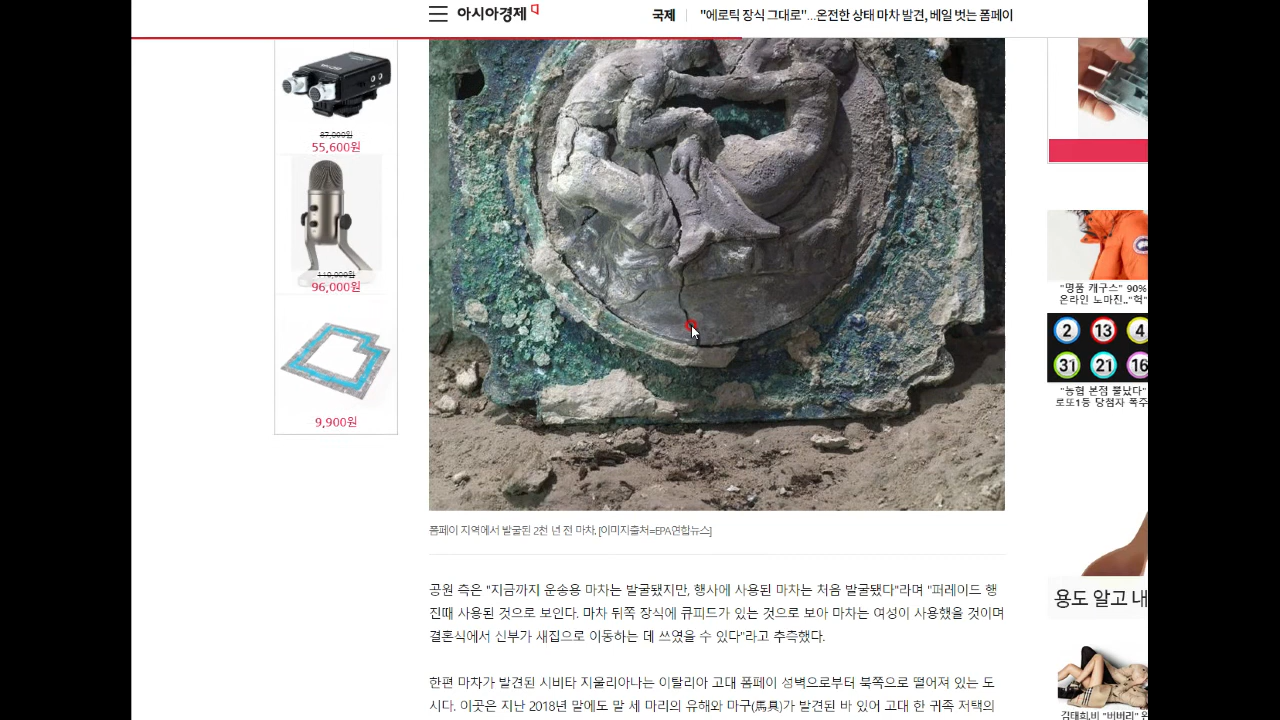 아시아경제
국제
"에로틱 장식 그대로"...온전한 상태 마차 발견, 베일 벗는 폼페이
87,000원
55,600원
110,000원
96,000원
9,900원
폼페이 지역에서 발굴된 2천 년 전 마차. [이미지출처=EPA연합뉴스]
공원 측은 "지금까지 운송용 마차는 발굴됐지만, 행사에 사용된 마차는 처음 발굴됐다"라며 "퍼레이드 행
진때 사용된 것으로 보인다. 마차 뒤쪽 장식에 큐피드가 있는 것으로 보아 마차는 여성이 사용했을 것이며
결혼식에서 신부가 새집으로 이동하는 데 쓰였을 수 있다"라고 추측했다.
한편 마차가 발견된 시비타 지울리아나는 이탈리아 고대 폼페이 성벽으로부터 북쪽으로 떨어져 있는 도
시다. 이곳은 지난 2018년 말에도 말 세 마리의 유해와 마구(馬具)가 발견된 바 있어 고대 한 귀족 저택의
"명품 캐구스" 90%
온라인 노마진.."헉"
2 13 4
31 21 16
"농협 본점 불났다"
로또1등 당첨자 폭주
용도 알고 내
김태희,비 "버버리" 원